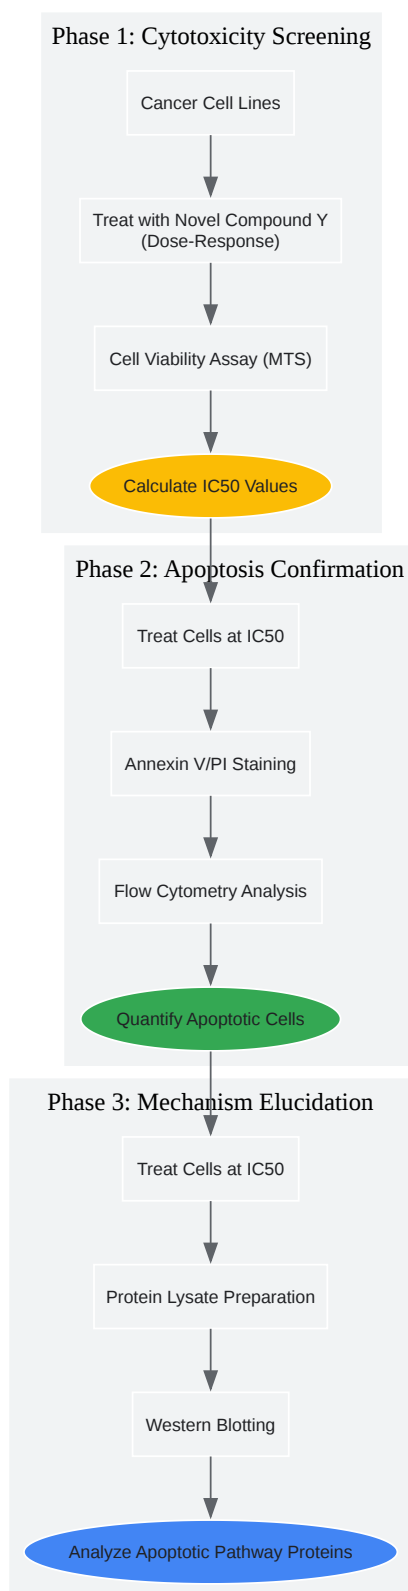 Phase 1: Cytotoxicity Screening
Cancer Cell Lines
Treat with Novel Compound Y
(Dose-Response)
Cell Viability Assay (MTS)
Calculate IC50 Values
Phase 2: Apoptosis Confirmation
Treat Cells at IC50
Annexin V/PI Staining
Flow Cytometry Analysis
Quantify Apoptotic Cells
Phase 3: Mechanism Elucidation
Treat Cells at IC50
Protein Lysate Preparation
Western Blotting
Analyze Apoptotic Pathway Proteins